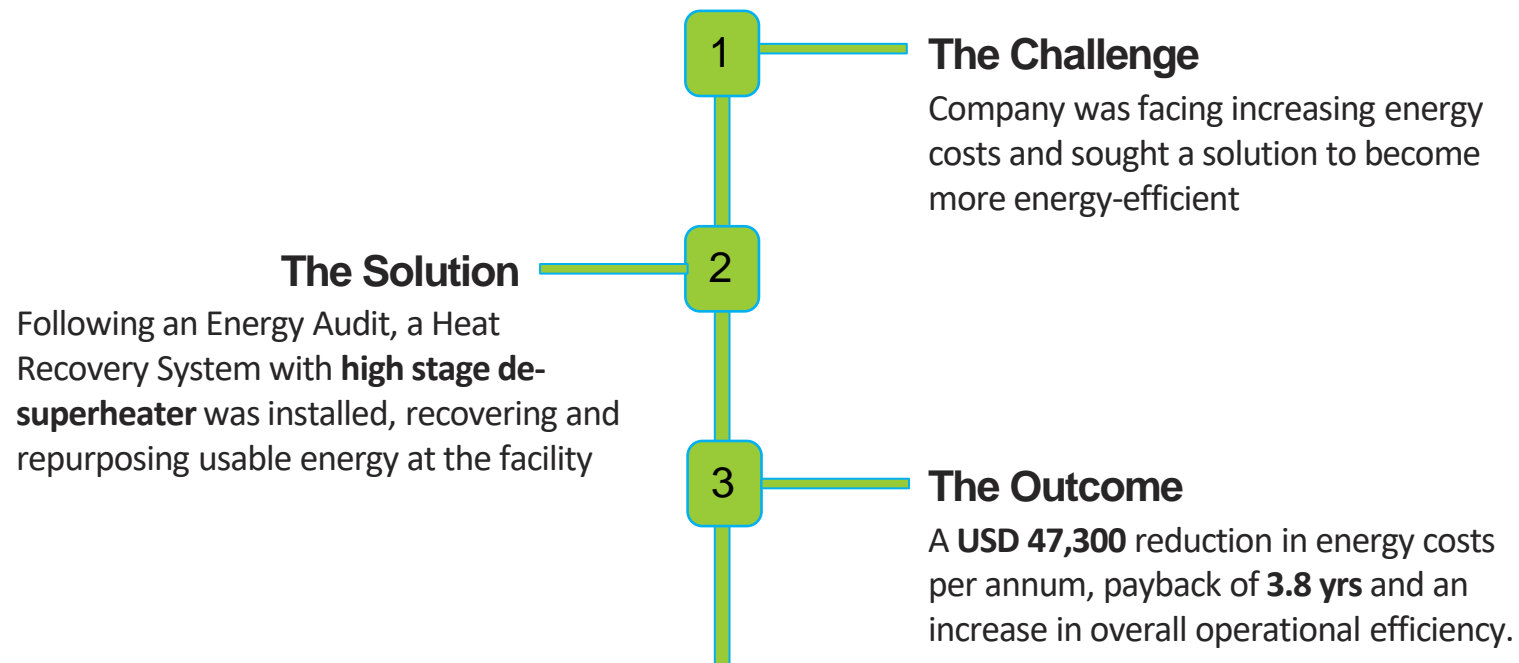 1
The Challenge
Company was facing increasing energy
costs and sought a solution to become
more energy-efficient
2
The Solution
Following an Energy Audit, a Heat
Recovery System with high stage de-
superheater was installed, recovering and
repurposing usable energy at the facility
3
The Outcome
A USD 47,300 reduction in energy costs
per annum, payback of 3.8 yrs and an
increase in overall operational efficiency.